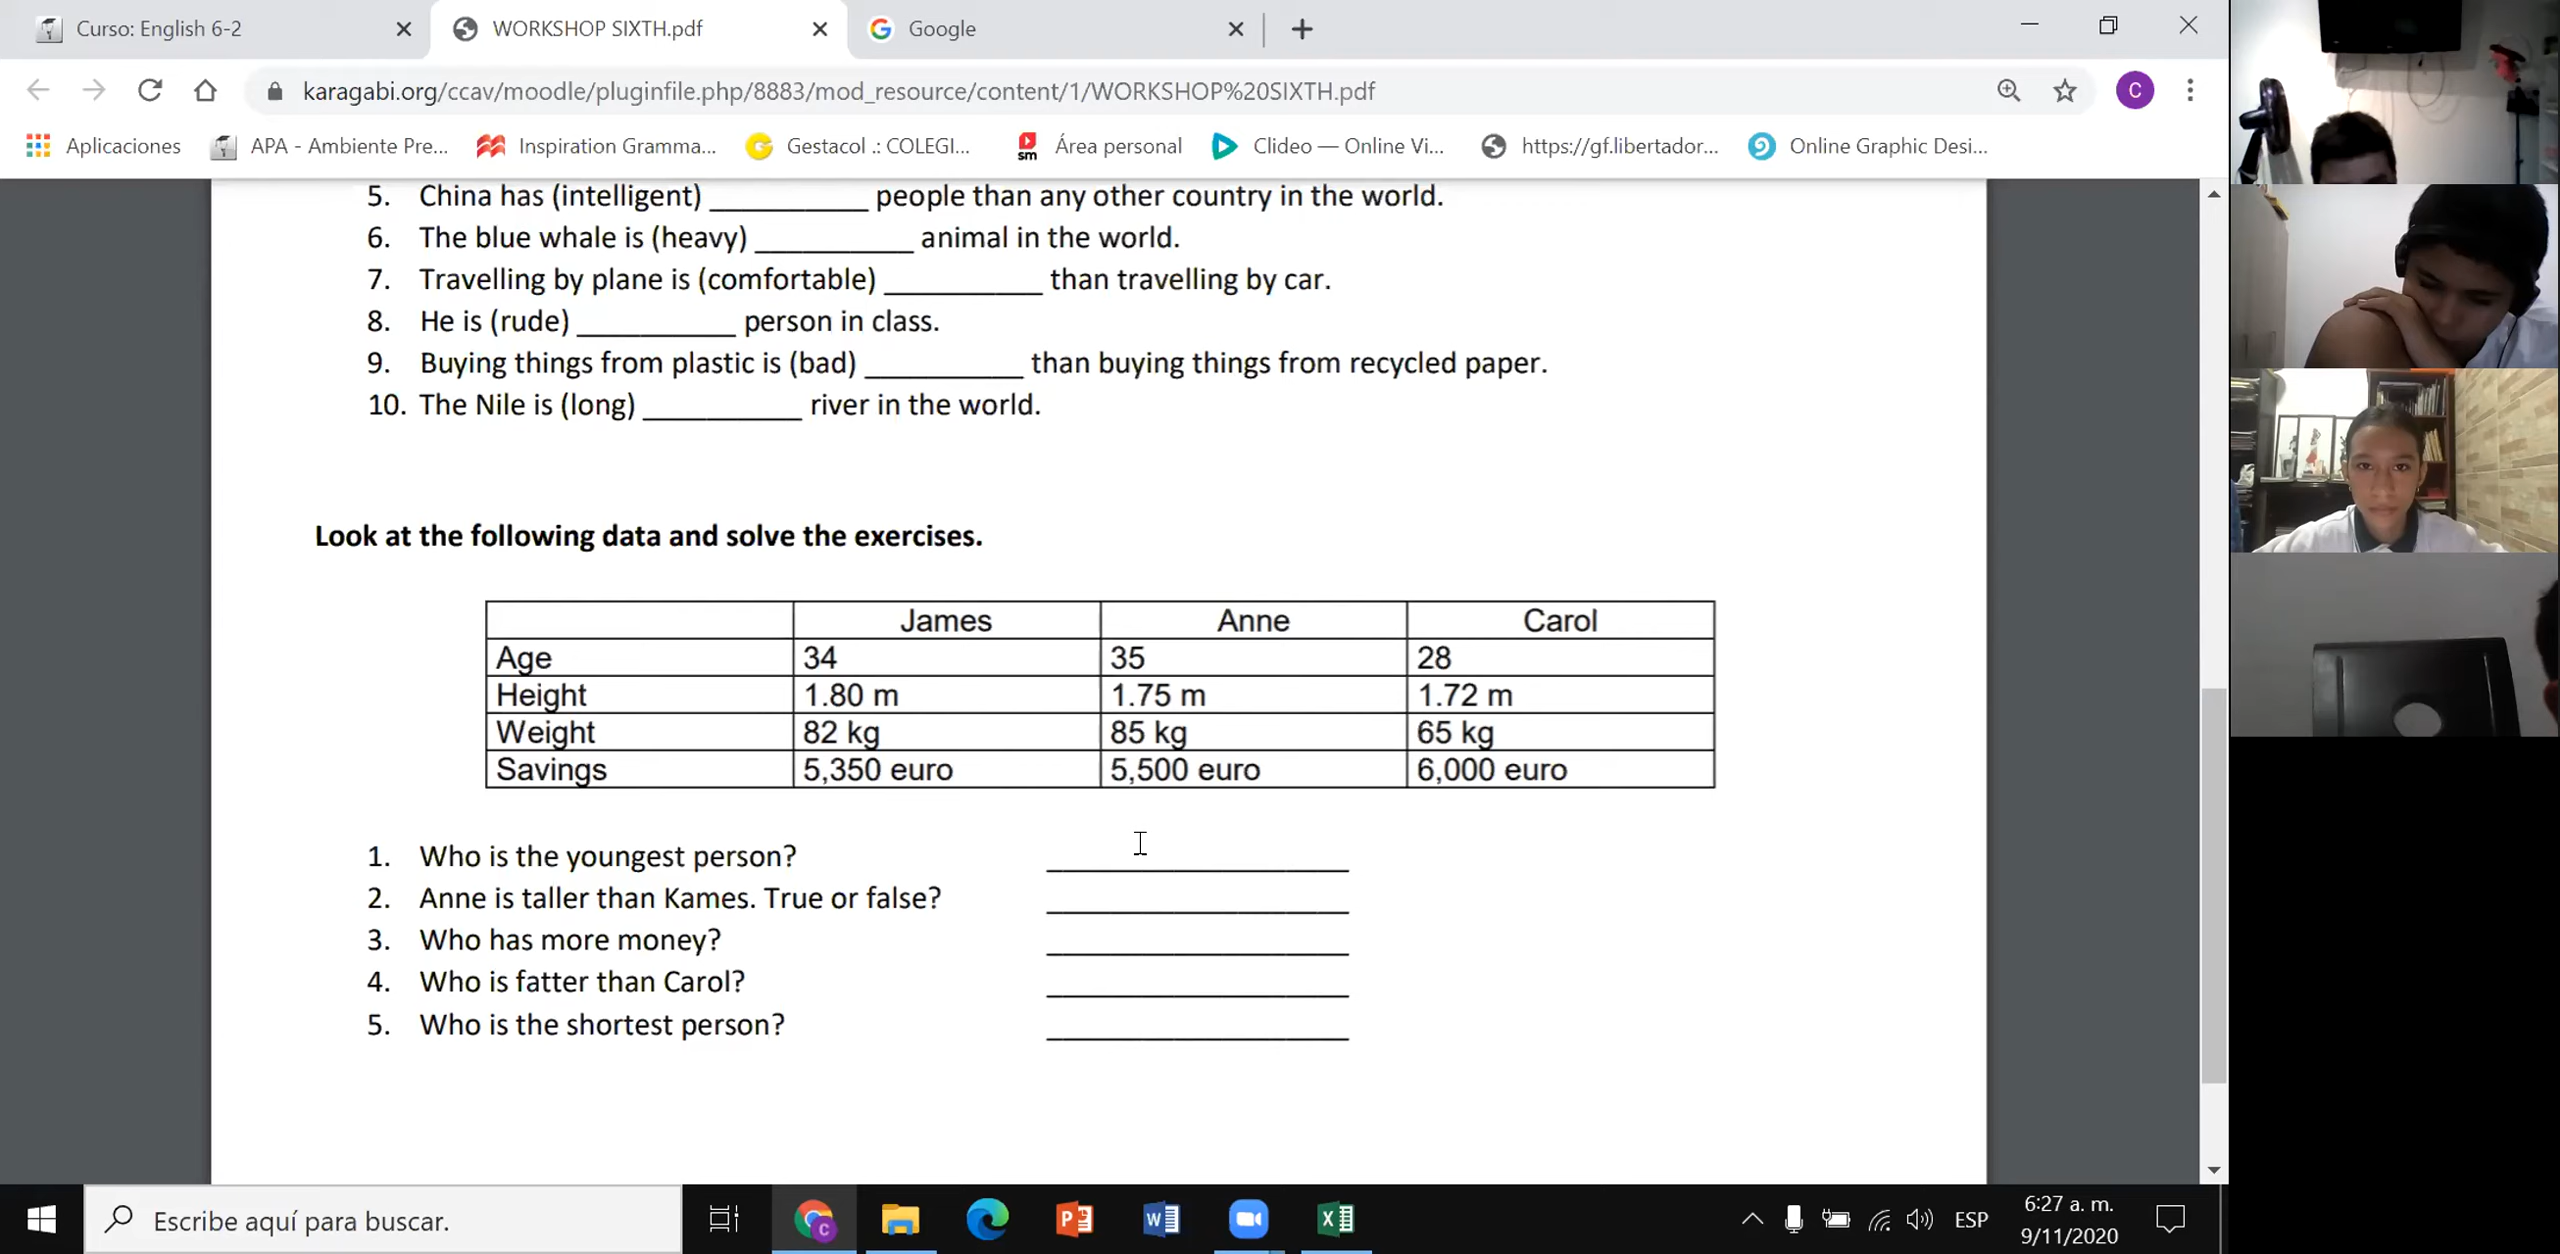 Curso: English 6-2
WORKSHOP SIXTH.pdf
Google
karagabi.org/ccav/moodle/pluginfile.php/8883/mod_resource/content/1/WORKSHOP%20SIXTH.pdf
C
Aplicaciones
APA - Ambiente Pre...
Inspiration Gramma...
Gestacol .: COLEGI...
sm
Área personal
Clideo — Online Vi...
https://gf.libertador...
Online Graphic Desi...
5. China has (intelligent) __________ people than any other country in the world.
6. The blue whale is (heavy) __________ animal in the world.
7. Travelling by plane is (comfortable) __________ than travelling by car.
8. He is (rude) __________ person in class.
9. Buying things from plastic is (bad) __________ than buying things from recycled paper.
10. The Nile is (long) __________ river in the world.
Look at the following data and solve the exercises.
James Anne Carol
Age 34 35 28
Height 1.80 m 1.75 m 1.72 m
Weight 82 kg 85 kg 65 kg
Savings 5,350 euro 5,500 euro 6,000 euro
1. Who is the youngest person? ___________________
2. Anne is taller than Kames. True or false? ___________________
3. Who has more money? ___________________
4. Who is fatter than Carol? ___________________
5. Who is the shortest person? ___________________
Escribe aquí para buscar.
C
P
W
X
ESP
6:27 a. m.
9/11/2020